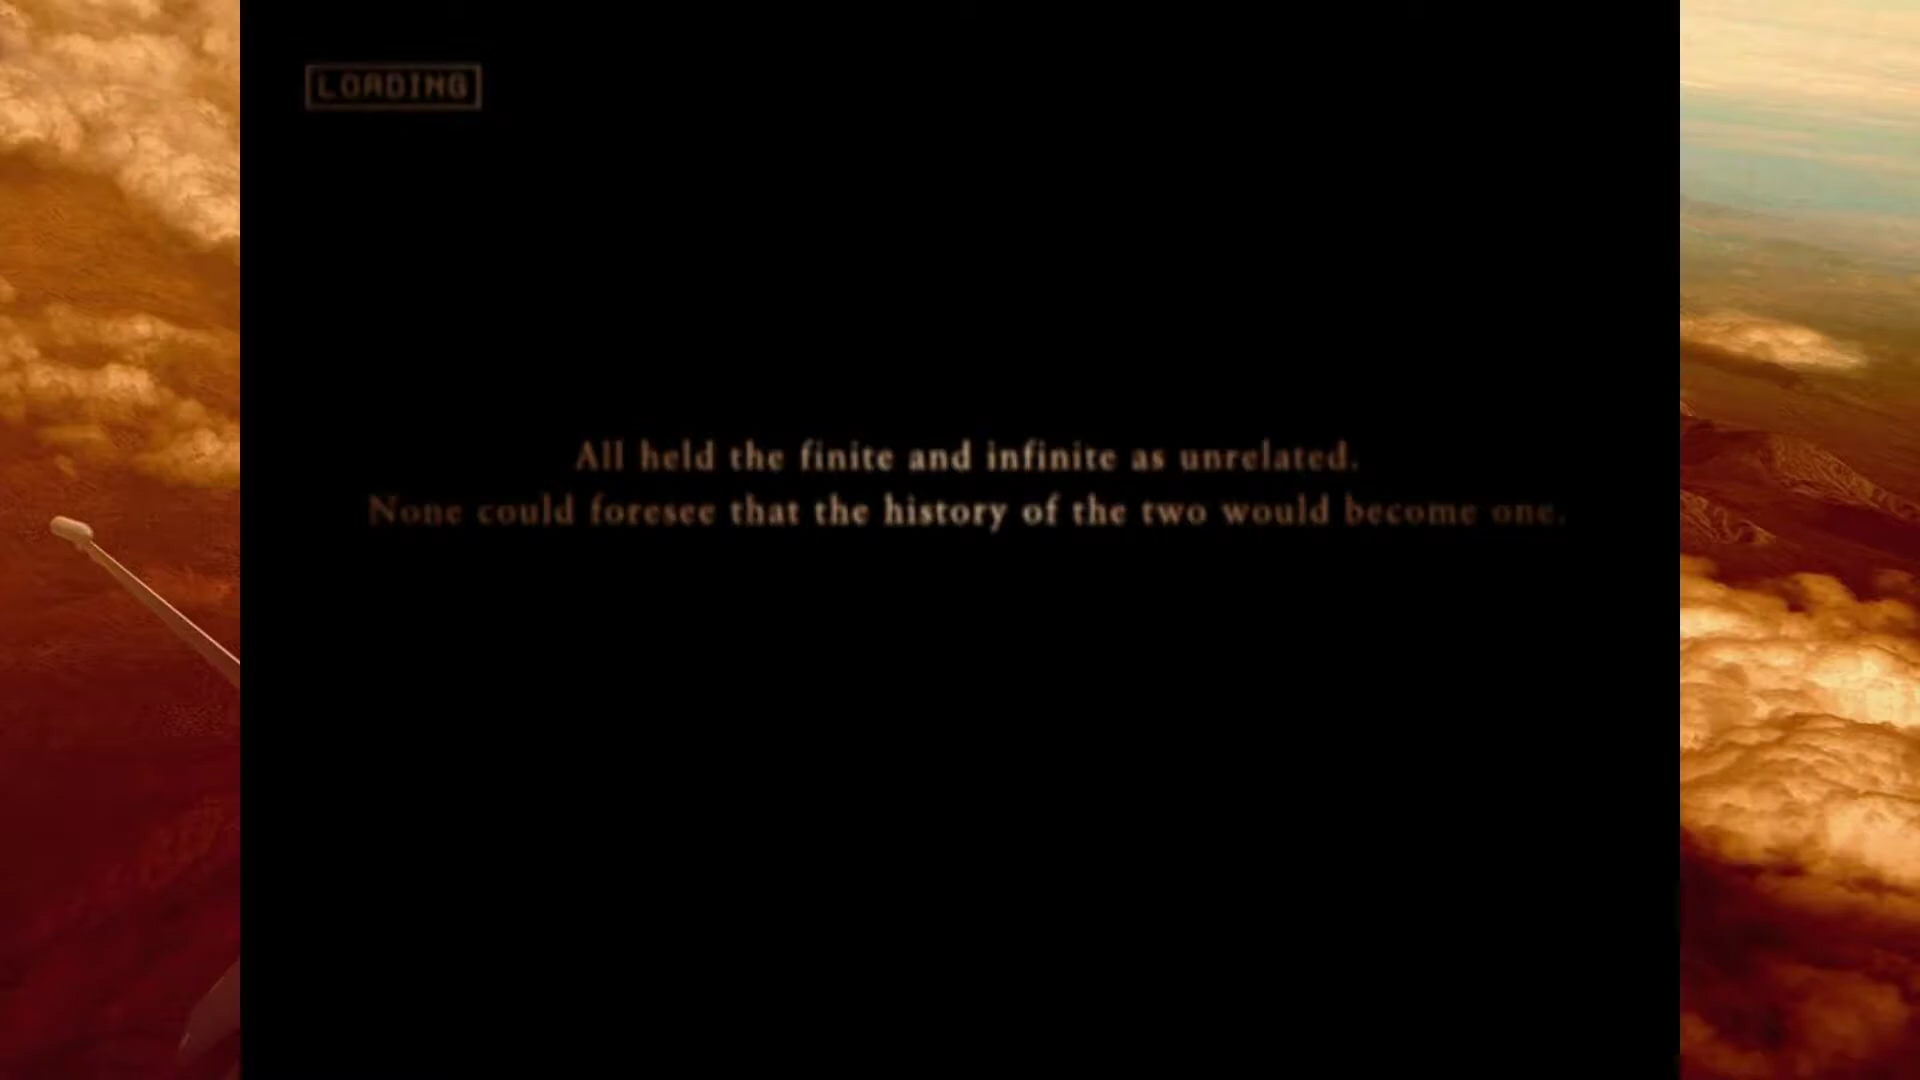 LOADING
All held the finite and infinite as unrelated.
None could foresee that the history of the two would become one.